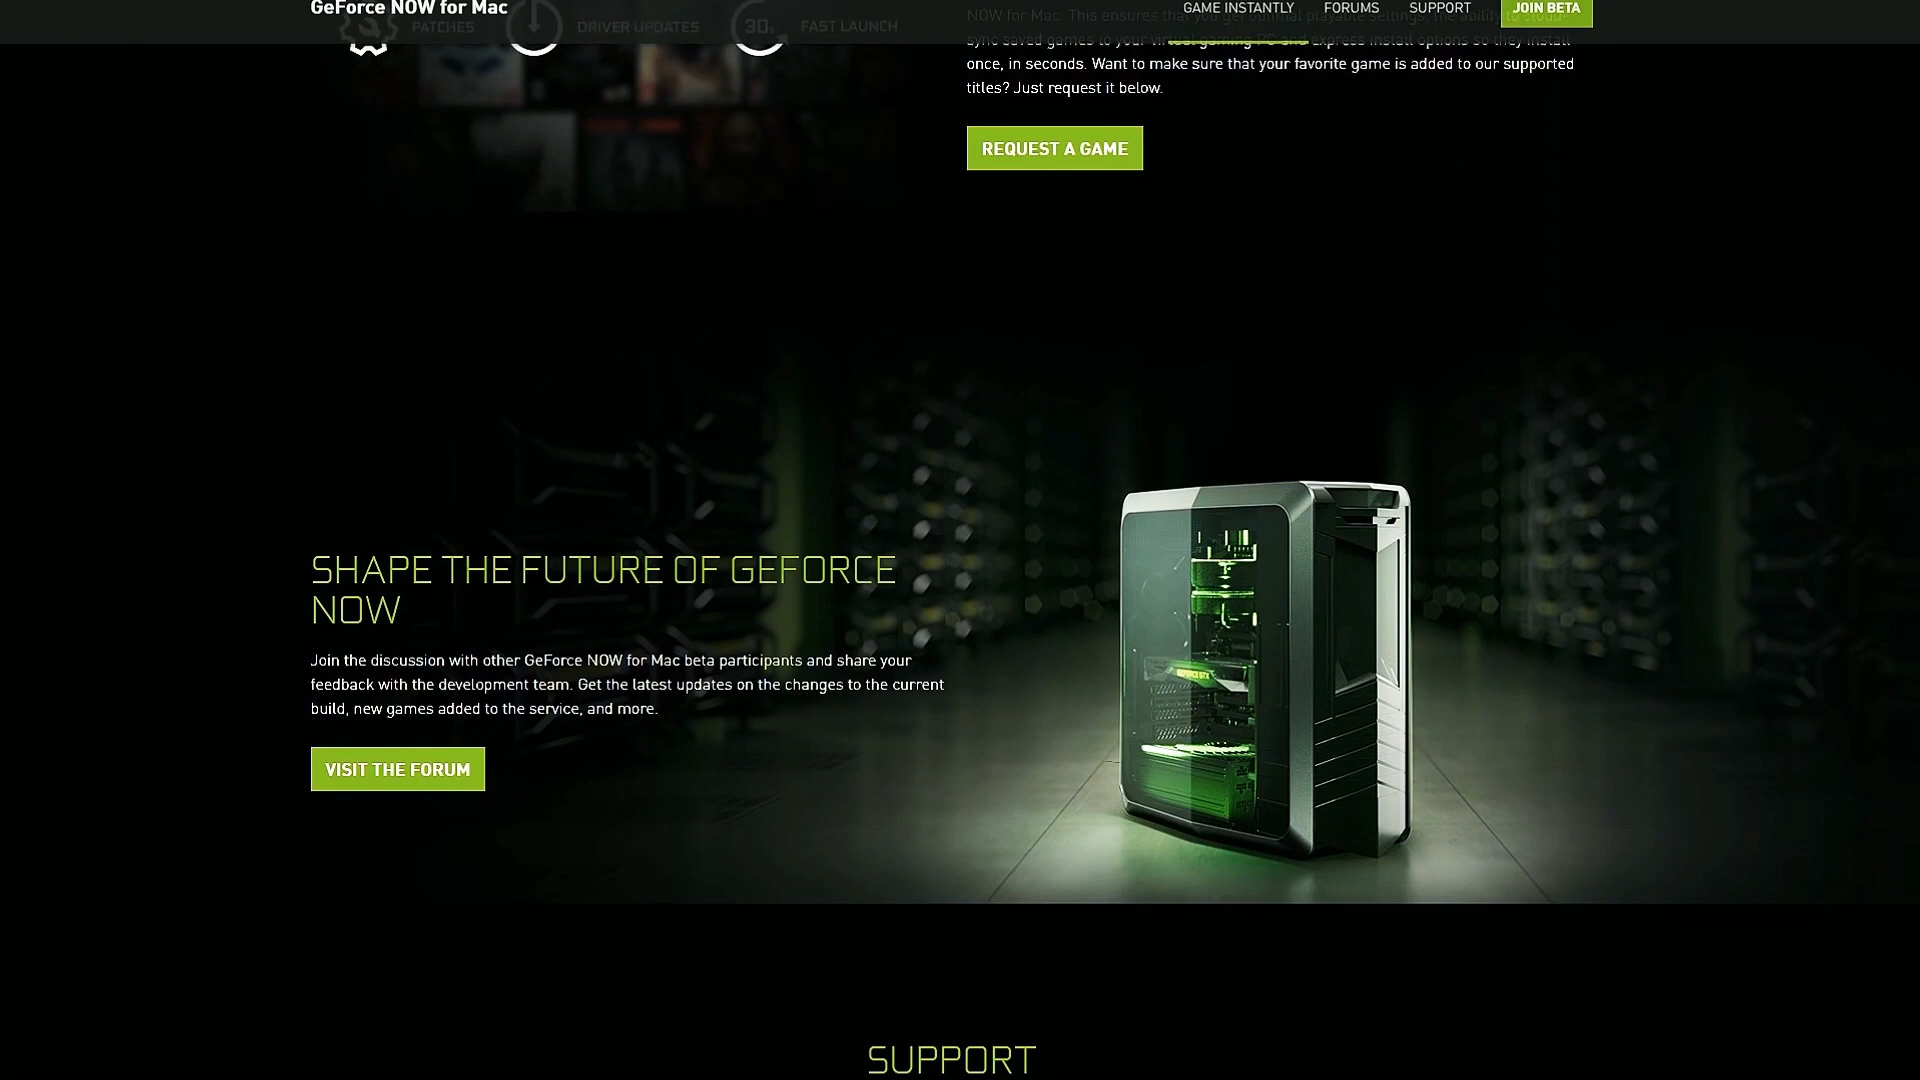 GeForce NOW for Mac
GAME INSTANTLY
FORUMS
SUPPORT
JOIN BETA
PATCHES
DRIVER UPDATES
30s
FAST LAUNCH
NOW for Mac. This ensures that you get optimal playable settings, the ability to cloud-
sync saved games to your virtual gaming PC and express install options so they install
once, in seconds. Want to make sure that your favorite game is added to our supported
titles? Just request it below.
REQUEST A GAME
SHAPE THE FUTURE OF GEFORCE
NOW
Join the discussion with other GeForce NOW for Mac beta participants and share your
feedback with the development team. Get the latest updates on the changes to the current
build, new games added to the service, and more.
VISIT THE FORUM
GEFORCE GTX
SUPPORT